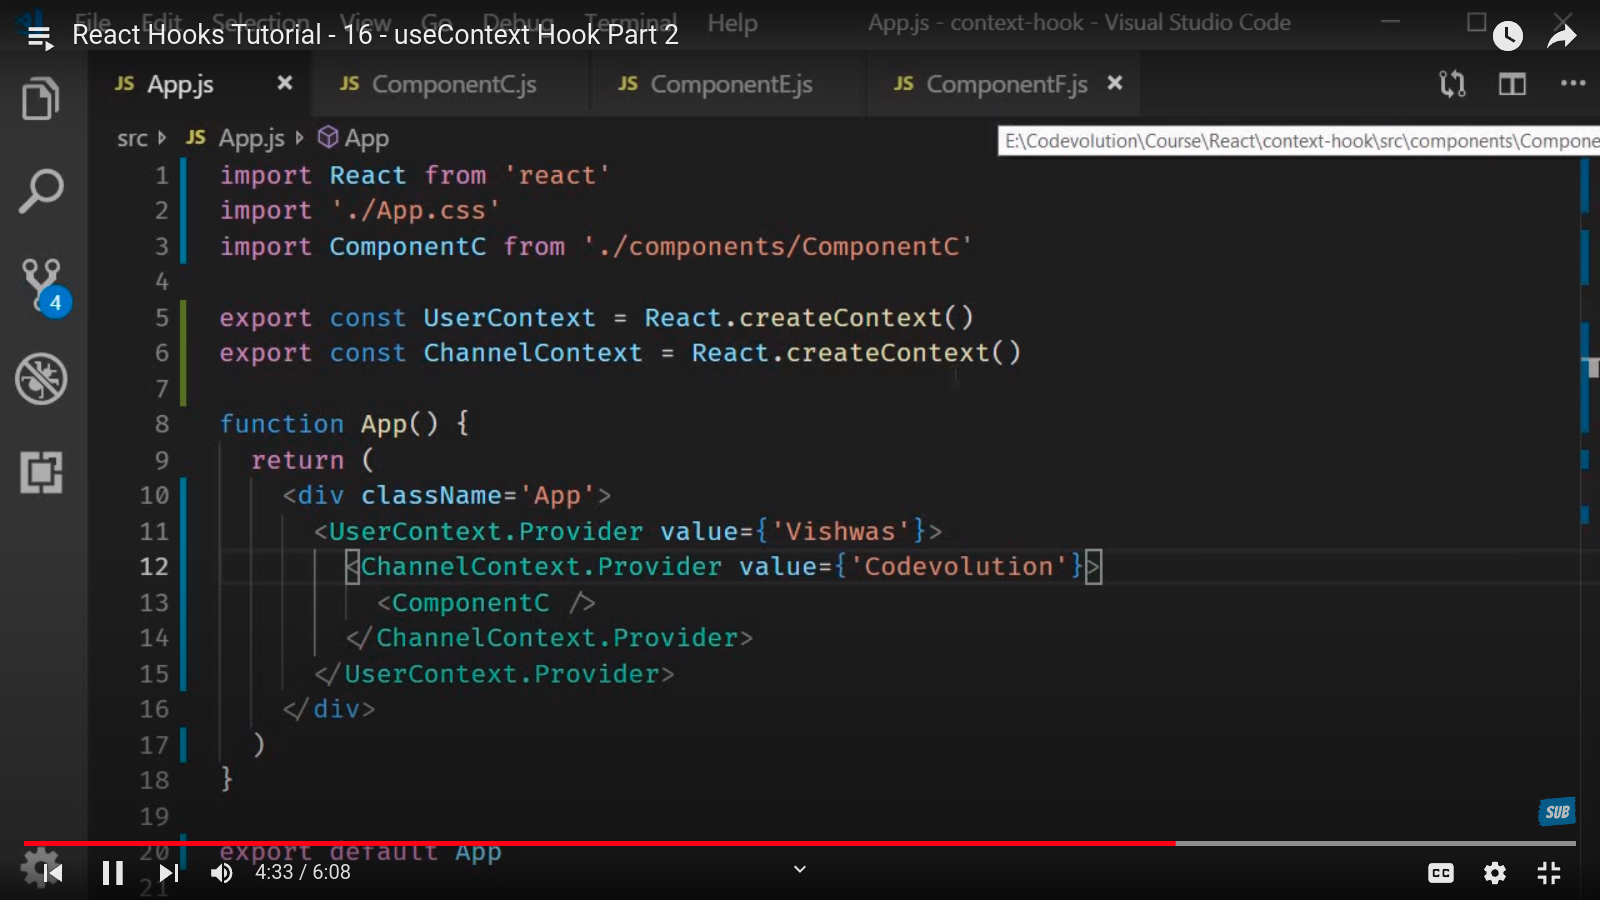 File Edit Selection View Go Debug Terminal Help App.js - context-hook - Visual Studio Code
React Hooks Tutorial - 16 - useContext Hook Part 2
JS App.js × JS ComponentC.js JS ComponentE.js JS ComponentF.js ×
src JS App.js App
E:\Codevolution\Course\React\context-hook\src\components\Compone
1 import React from 'react'
2 import './App.css'
3 import ComponentC from './components/ComponentC'
4
5 export const UserContext = React.createContext()
6 export const ChannelContext = React.createContext()
7
8 function App() {
9 return (
10 <div className='App'>
11 <UserContext.Provider value={'Vishwas'}>
12 <ChannelContext.Provider value={'Codevolution'}>
13 <ComponentC />
14 </ChannelContext.Provider>
15 </UserContext.Provider>
16 </div>
17 )
18 }
19
20 export default App
21
4
SUB
4:33 / 6:08
CC